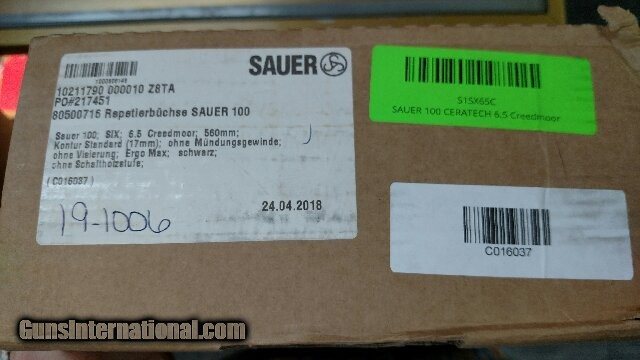 SAUER
1000806146
10211790 000010 Z8TA
PO#217451
80500715 Repetierbüchse SAUER 100
Sauer 100; SIX; 6,5 Creedmoor; 560mm;
Kontur Standard (17mm); ohne Mündungsgewinde;
ohne Visierung; Ergo Max; schwarz;
ohne Schaftholzstufe;
( C016037 )
19-1006
24.04.2018
S1SX65C
SAUER 100 CERATECH 6,5 Creedmoor
C016037
GunsInternational.com